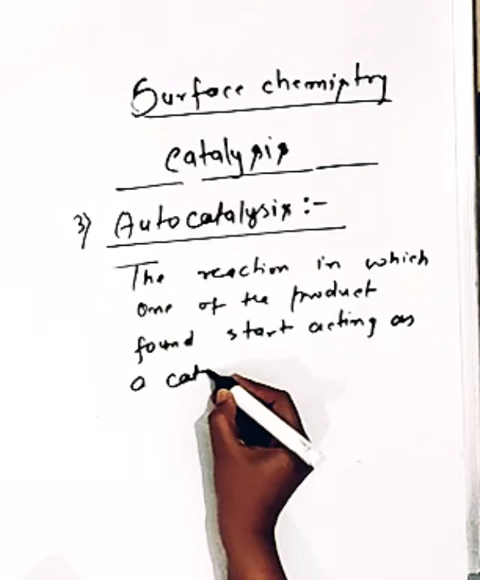 Surface chemistry
Catalysis
3) Autocatalysis :-
The reaction in which
one of the product
found start acting as
a cat